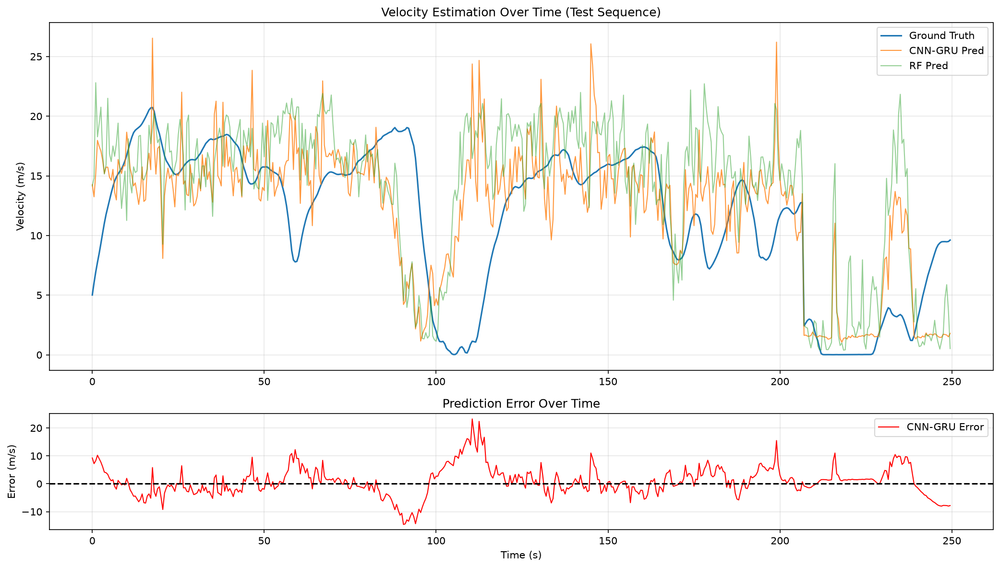 Velocity Estimation Over Time (Test Sequence)
Velocity (m/s)
25
20
15
10
5
0
Ground Truth
CNN-GRU Pred
RF Pred
0 50 100 150 200 250
Prediction Error Over Time
Error (m/s)
20
10
0
−10
CNN-GRU Error
0 50 100 150 200 250
Time (s)